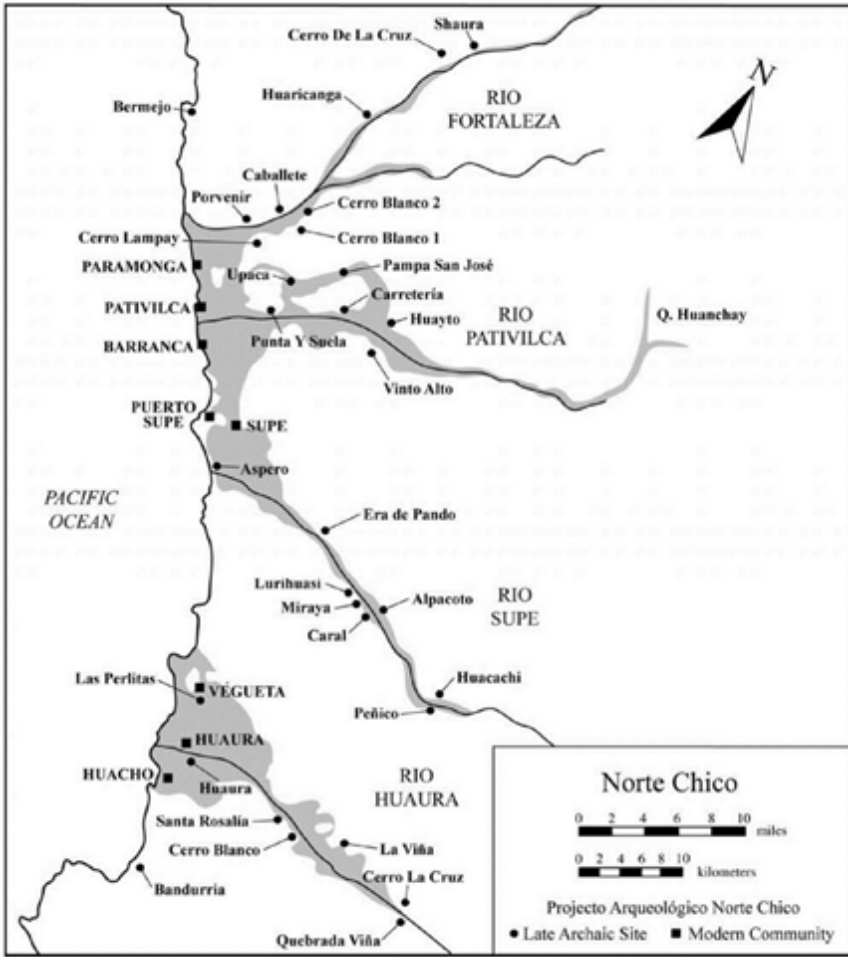 Shaura
Cerro De La Cruz
N
Huaricanga
RIO
FORTALEZA
Bermejo
Caballete
Porvenir
Cerro Blanco 2
Cerro Blanco 1
Cerro Lampay
PARAMONGA
Upaca
Pampa San José
PATIVILCA
Carretería
RIO
PATIVILCA
Q. Huanchay
Huayto
BARRANCA
Punta Y Suela
Vinto Alto
PUERTO
SUPE
SUPE
Aspero
PACIFIC
OCEAN
Era de Pando
Lurihuasi
Miraya
Alpacoto
RIO
SUPE
Caral
Las Perlitas
VÉGUETA
Huacachi
Peñico
HUAURA
HUACHO
Huaura
RIO
HUAURA
Santa Rosalía
Cerro Blanco
La Viña
Cerro La Cruz
Bandurria
Quebrada Viña
Norte Chico
0 2 4 6 8 10
miles
0 2 4 6 8 10
kilometers
Projecto Arqueológico Norte Chico
Late Archaic Site
Modern Community